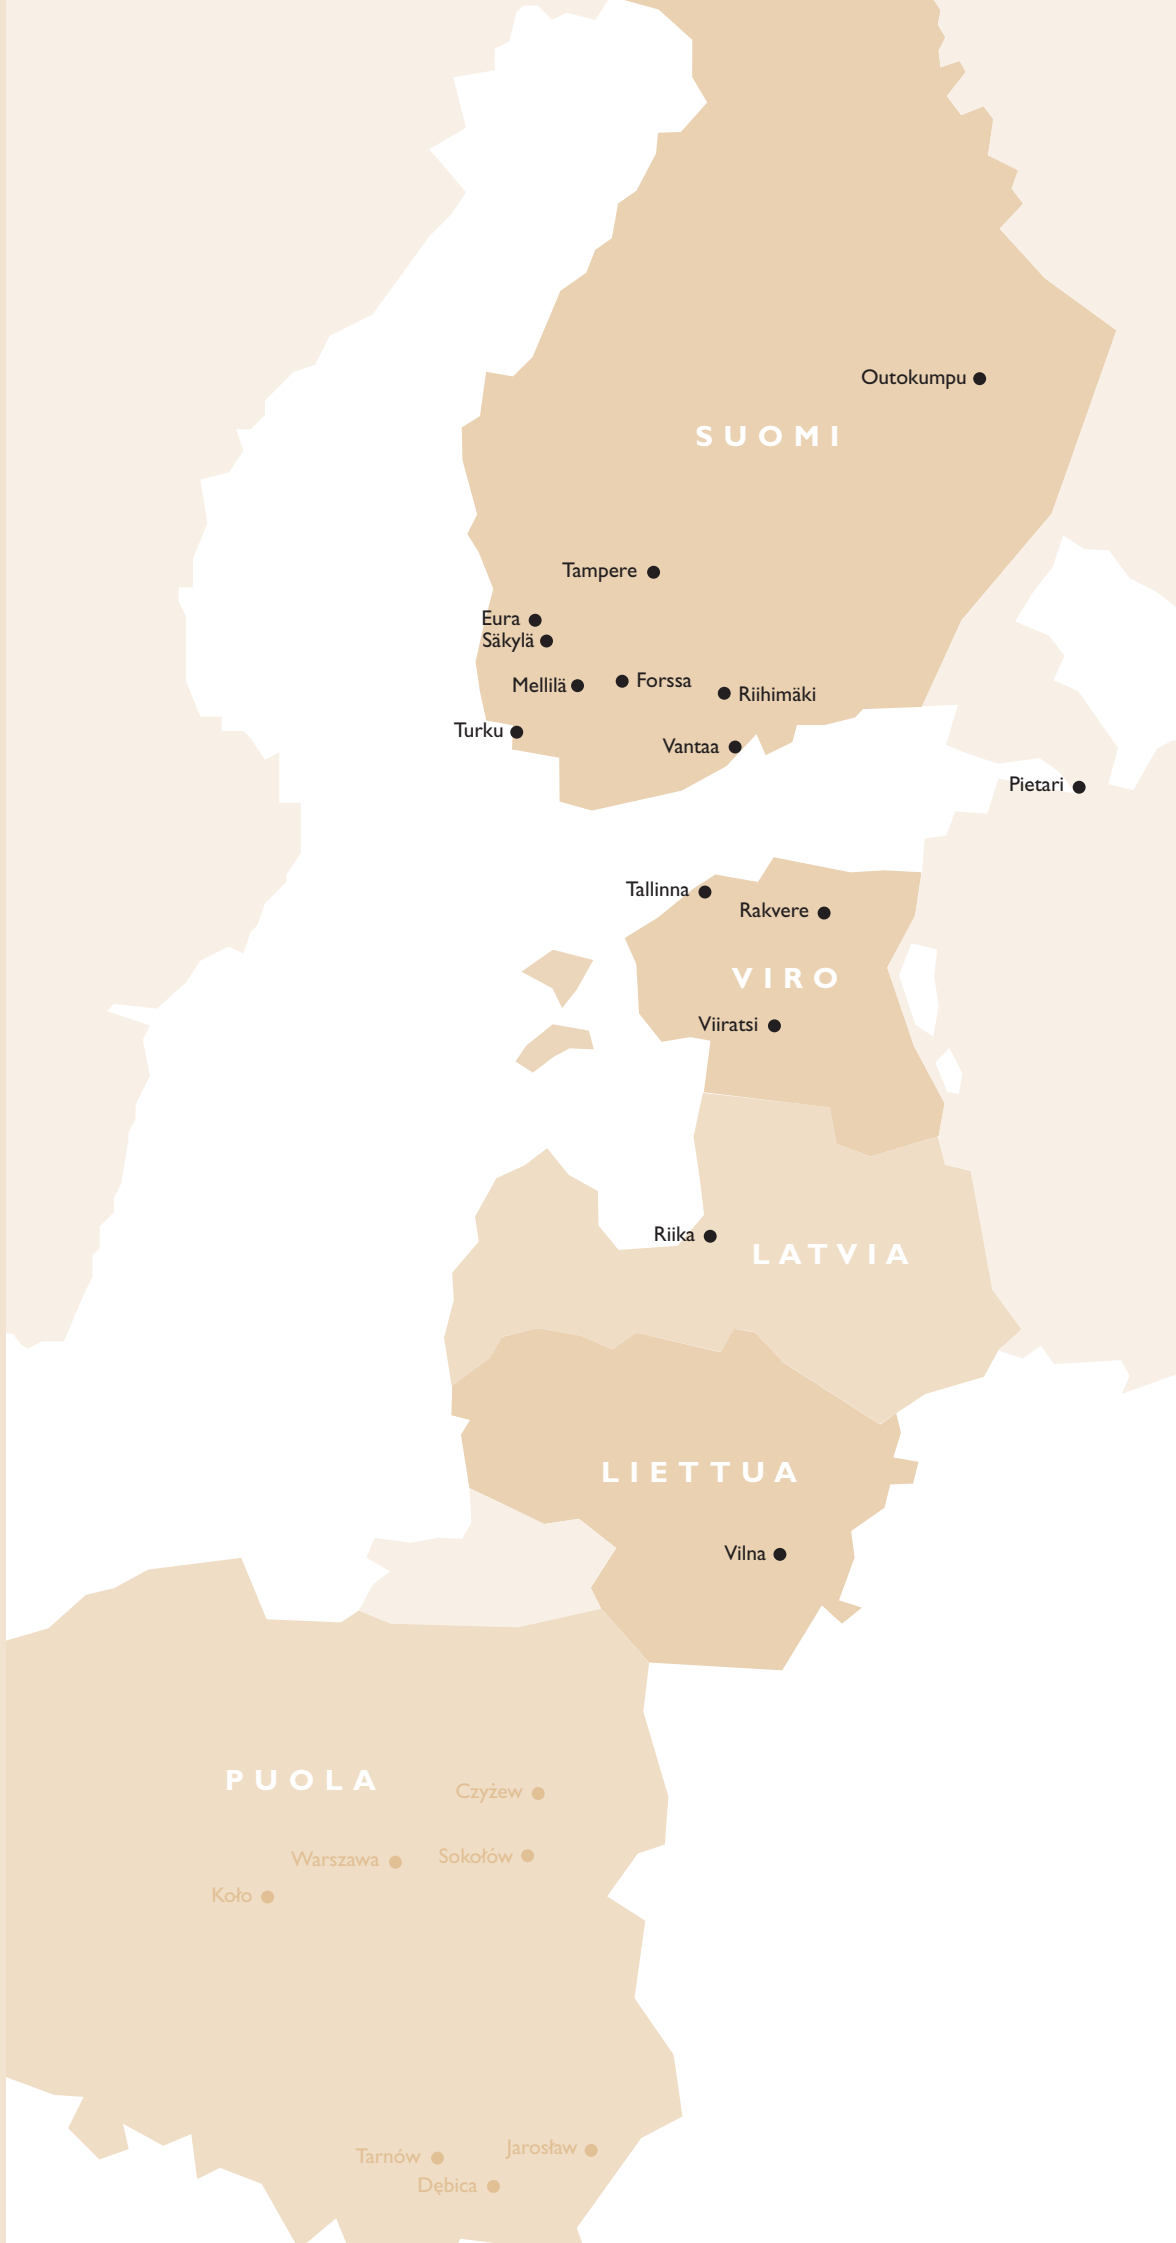 Outokumpu
SUOMI
Tampere
Eura
Säkylä
Mellilä
Forssa
Riihimäki
Turku
Vantaa
Pietari
Tallinna
Rakvere
VIRO
Viiratsi
Riika
LATVIA
LIETTUA
Vilna
PUOLA
Czyżew
Warszawa
Sokołów
Koło
Tarnów
Jarosław
Dębica